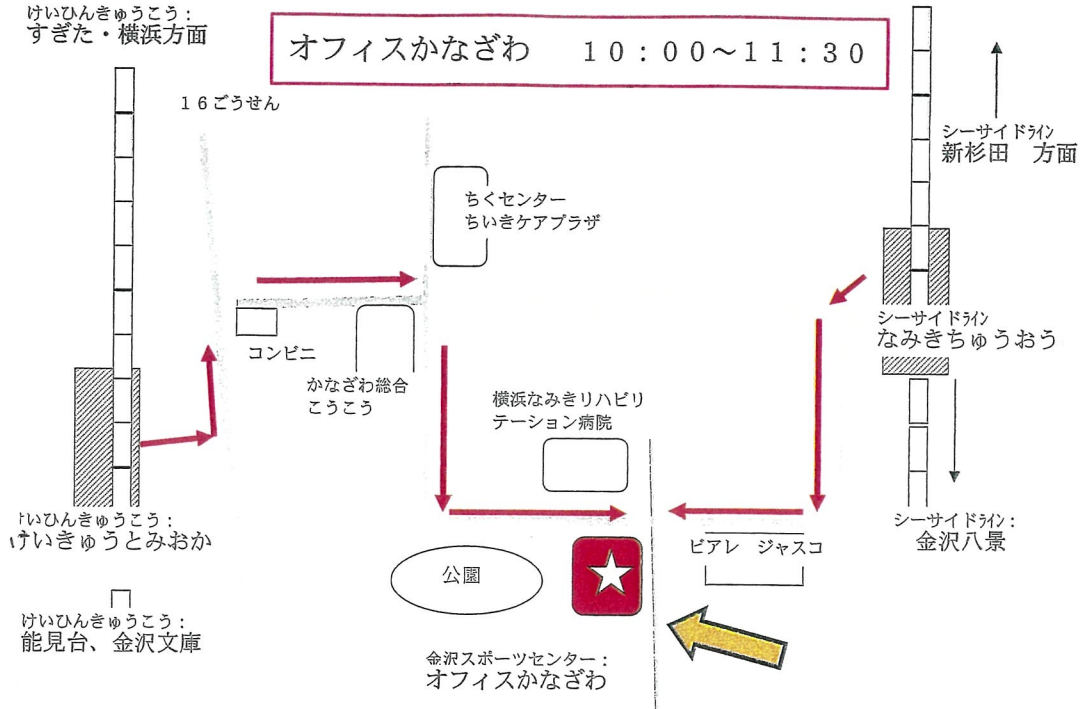 けいひんきゅうこう：
すぎた・横浜方面
オフィスかなざわ　１０：００～１１：３０
１６ごうせん
シーサイドライン
新杉田　方面
ちくセンター
ちいきケアプラザ
シーサイドライン
なみきちゅうおう
コンビニ
かなざわ総合
こうこう
横浜なみきリハビリ
テーション病院
けいひんきゅうこう：
けいきゅうとみおか
シーサイドライン：
金沢八景
ビアレ　ジャスコ
公園
けいひんきゅうこう：
能見台、金沢文庫
金沢スポーツセンター：
オフィスかなざわ